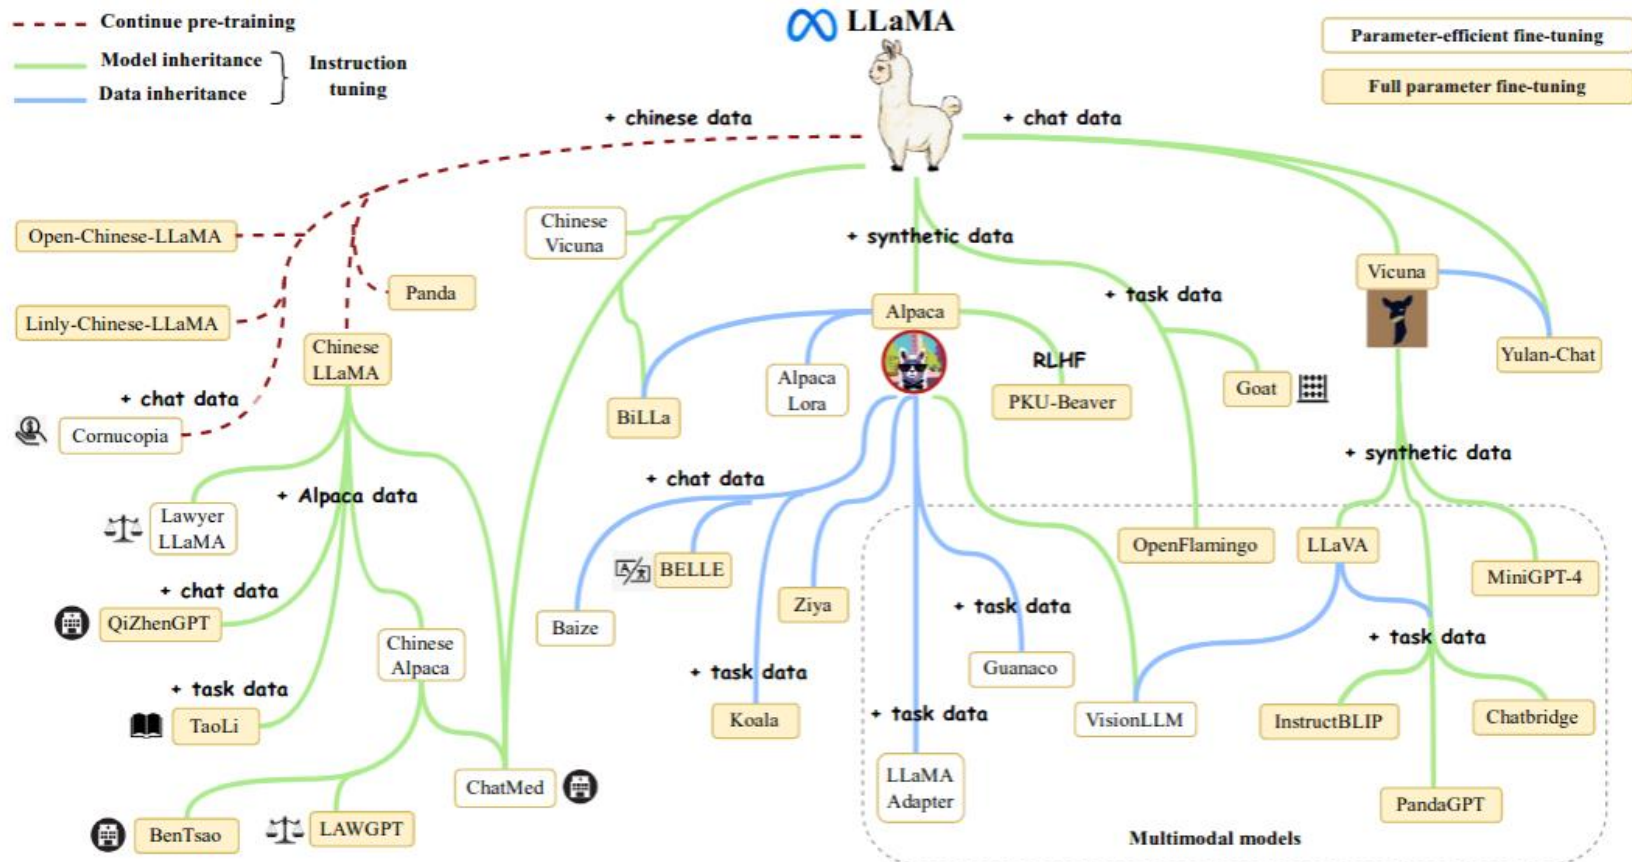 Continue pre-training
Model inheritance
Data inheritance
Instruction
tuning
LLaMA
Parameter-efficient fine-tuning
Full parameter fine-tuning
+ chinese data
+ chat data
Open-Chinese-LLaMA
Linly-Chinese-LLaMA
Panda
Chinese
LLaMA
Chinese
Vicuna
+ synthetic data
+ task data
Vicuna
Alpaca
Yulan-Chat
+ chat data
Cornucopia
BiLLa
Alpaca
Lora
RLHF
PKU-Beaver
Goat
+ synthetic data
+ Alpaca data
Lawyer
LLaMA
+ chat data
BELLE
OpenFlamingo
LLaVA
MiniGPT-4
+ chat data
QiZhenGPT
Chinese
Alpaca
Baize
Ziya
+ task data
Guanaco
+ task data
+ task data
TaoLi
+ task data
Koala
+ task data
VisionLLM
InstructBLIP
Chatbridge
ChatMed
LLaMA
Adapter
PandaGPT
BenTsao
LAWGPT
Multimodal models